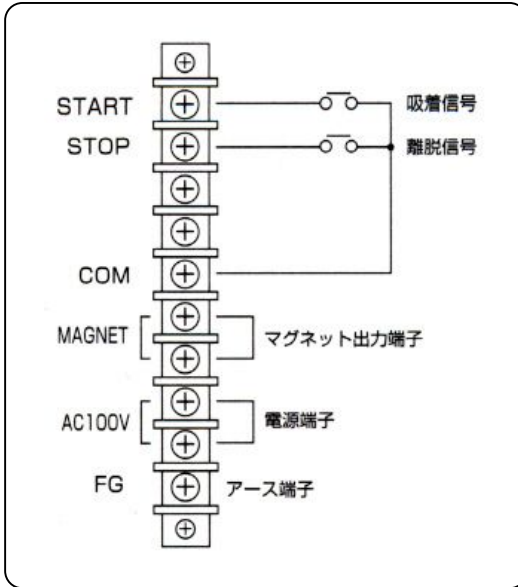 START 吸着信号
STOP 離脱信号
COM
MAGNET マグネット出力端子
AC100V 電源端子
FG アース端子